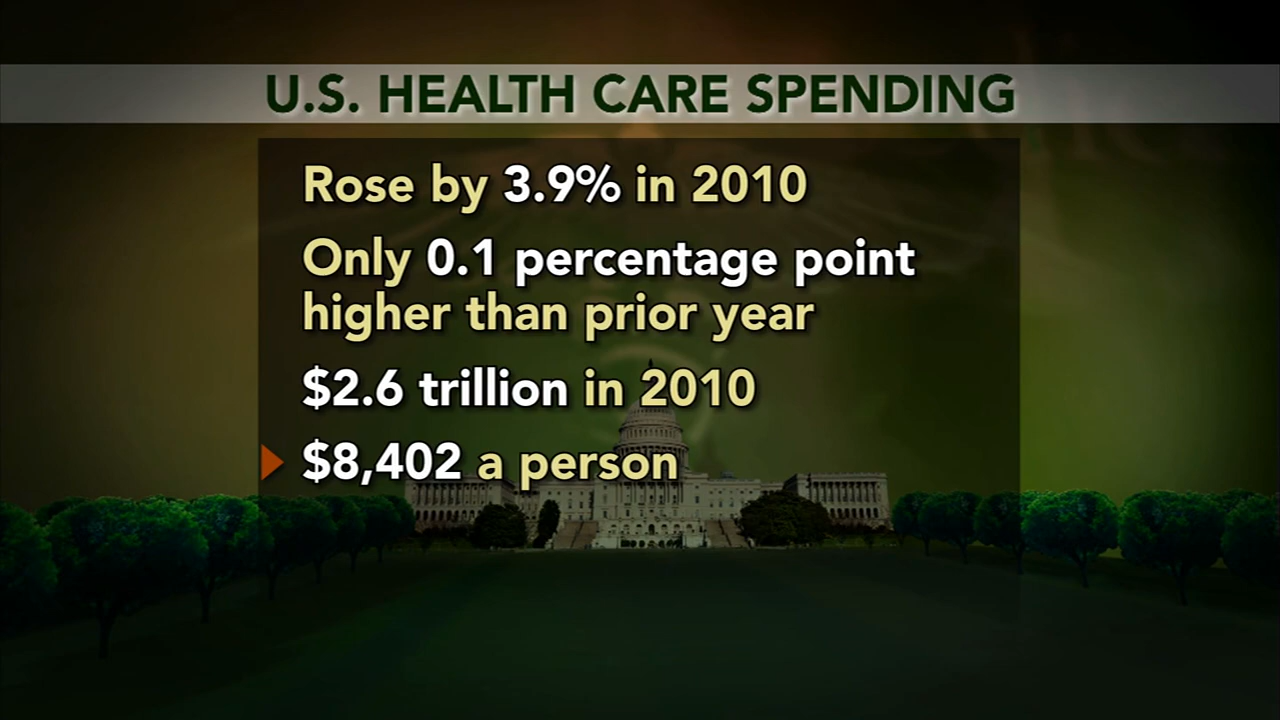 U.S. HEALTH CARE SPENDING
Rose by 3.9% in 2010
Only 0.1 percentage point
higher than prior year
$2.6 trillion in 2010
$8,402 a person